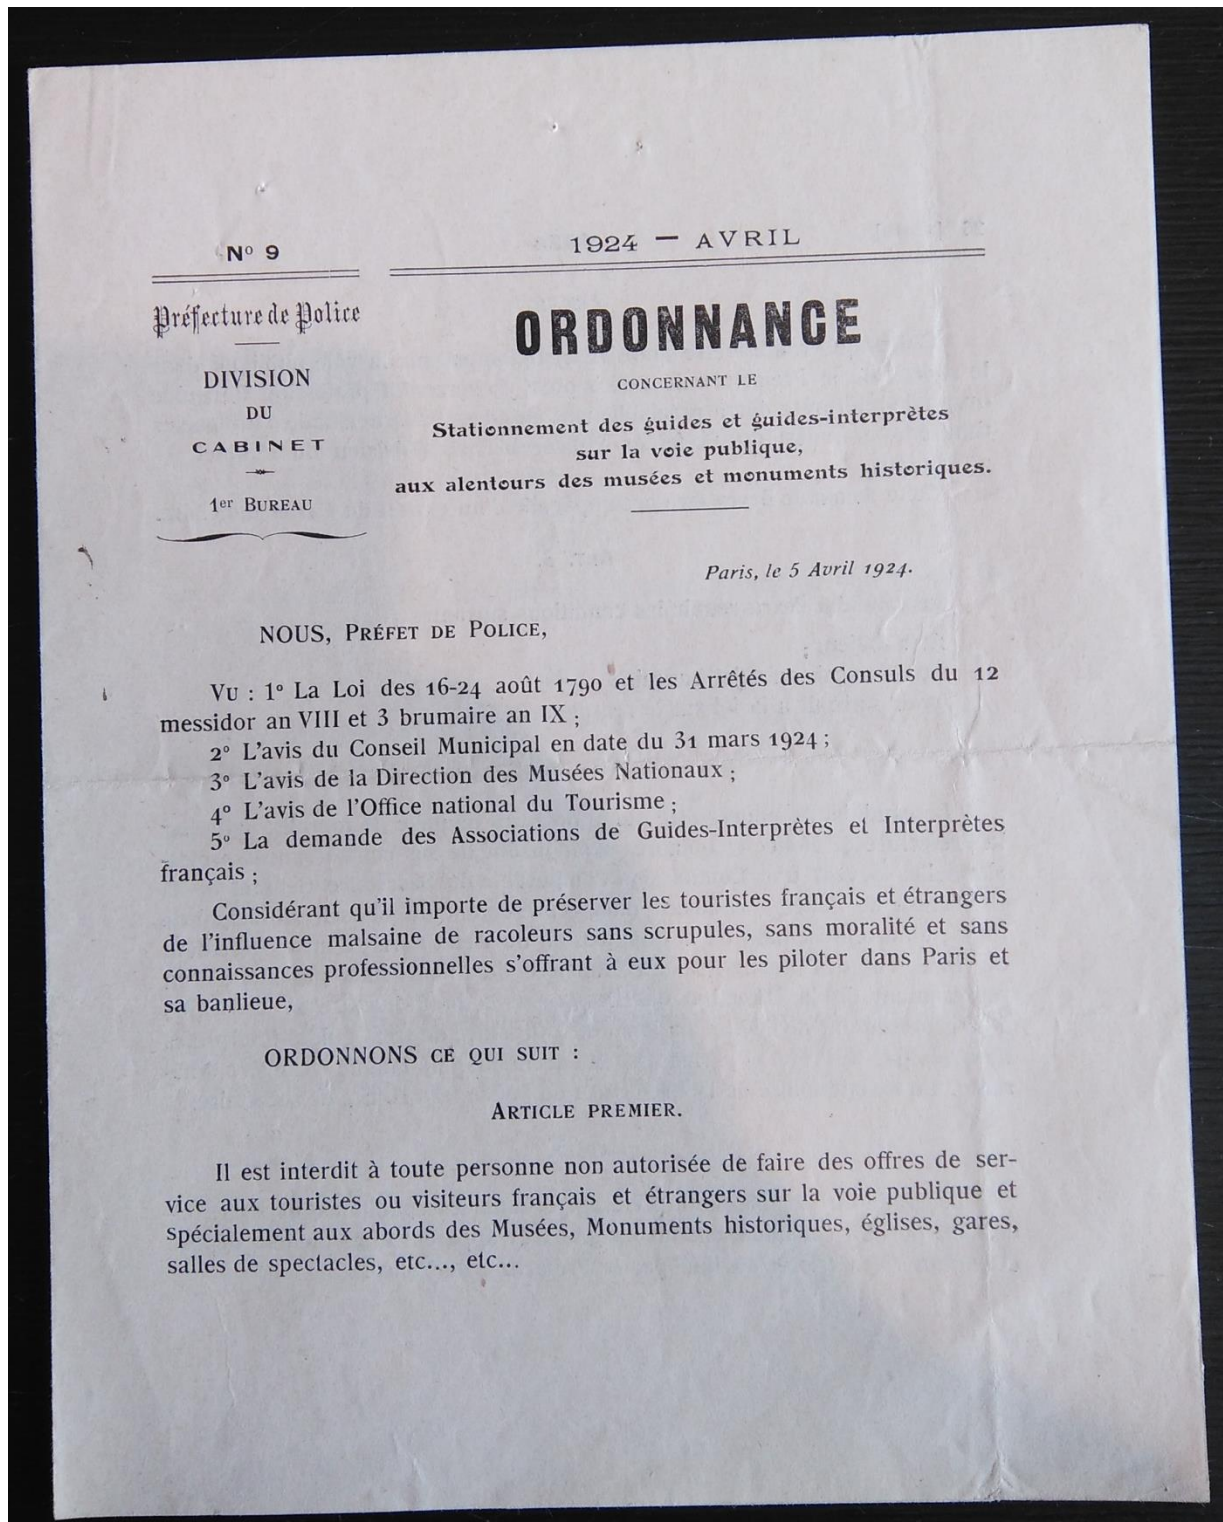 Nº 9
Préfecture de Police
DIVISION
DU
CABINET
1er BUREAU
1924 — AVRIL
ORDONNANCE
CONCERNANT LE
Stationnement des guides et guides-interprètes
sur la voie publique,
aux alentours des musées et monuments historiques.
Paris, le 5 Avril 1924.
NOUS, PRÉFET DE POLICE,
VU : 1º La Loi des 16-24 août 1790 et les Arrêtés des Consuls du 12
messidor an VIII et 3 brumaire an IX ;
2º L'avis du Conseil Municipal en date du 31 mars 1924 ;
3º L'avis de la Direction des Musées Nationaux ;
4º L'avis de l'Office national du Tourisme ;
5º La demande des Associations de Guides-Interprètes et Interprètes
français ;
Considérant qu'il importe de préserver les touristes français et étrangers
de l'influence malsaine de racoleurs sans scrupules, sans moralité et sans
connaissances professionnelles s'offrant à eux pour les piloter dans Paris et
sa banlieue,
ORDONNONS CE QUI SUIT :
ARTICLE PREMIER.
Il est interdit à toute personne non autorisée de faire des offres de ser-
vice aux touristes ou visiteurs français et étrangers sur la voie publique et
spécialement aux abords des Musées, Monuments historiques, églises, gares,
salles de spectacles, etc..., etc...